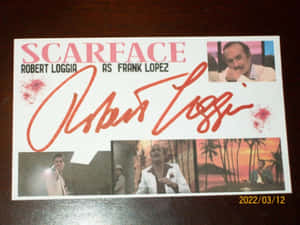 SCARFACE
ROBERT LOGGIA AS FRANK LOPEZ
Robert Loggia
2022/03/12